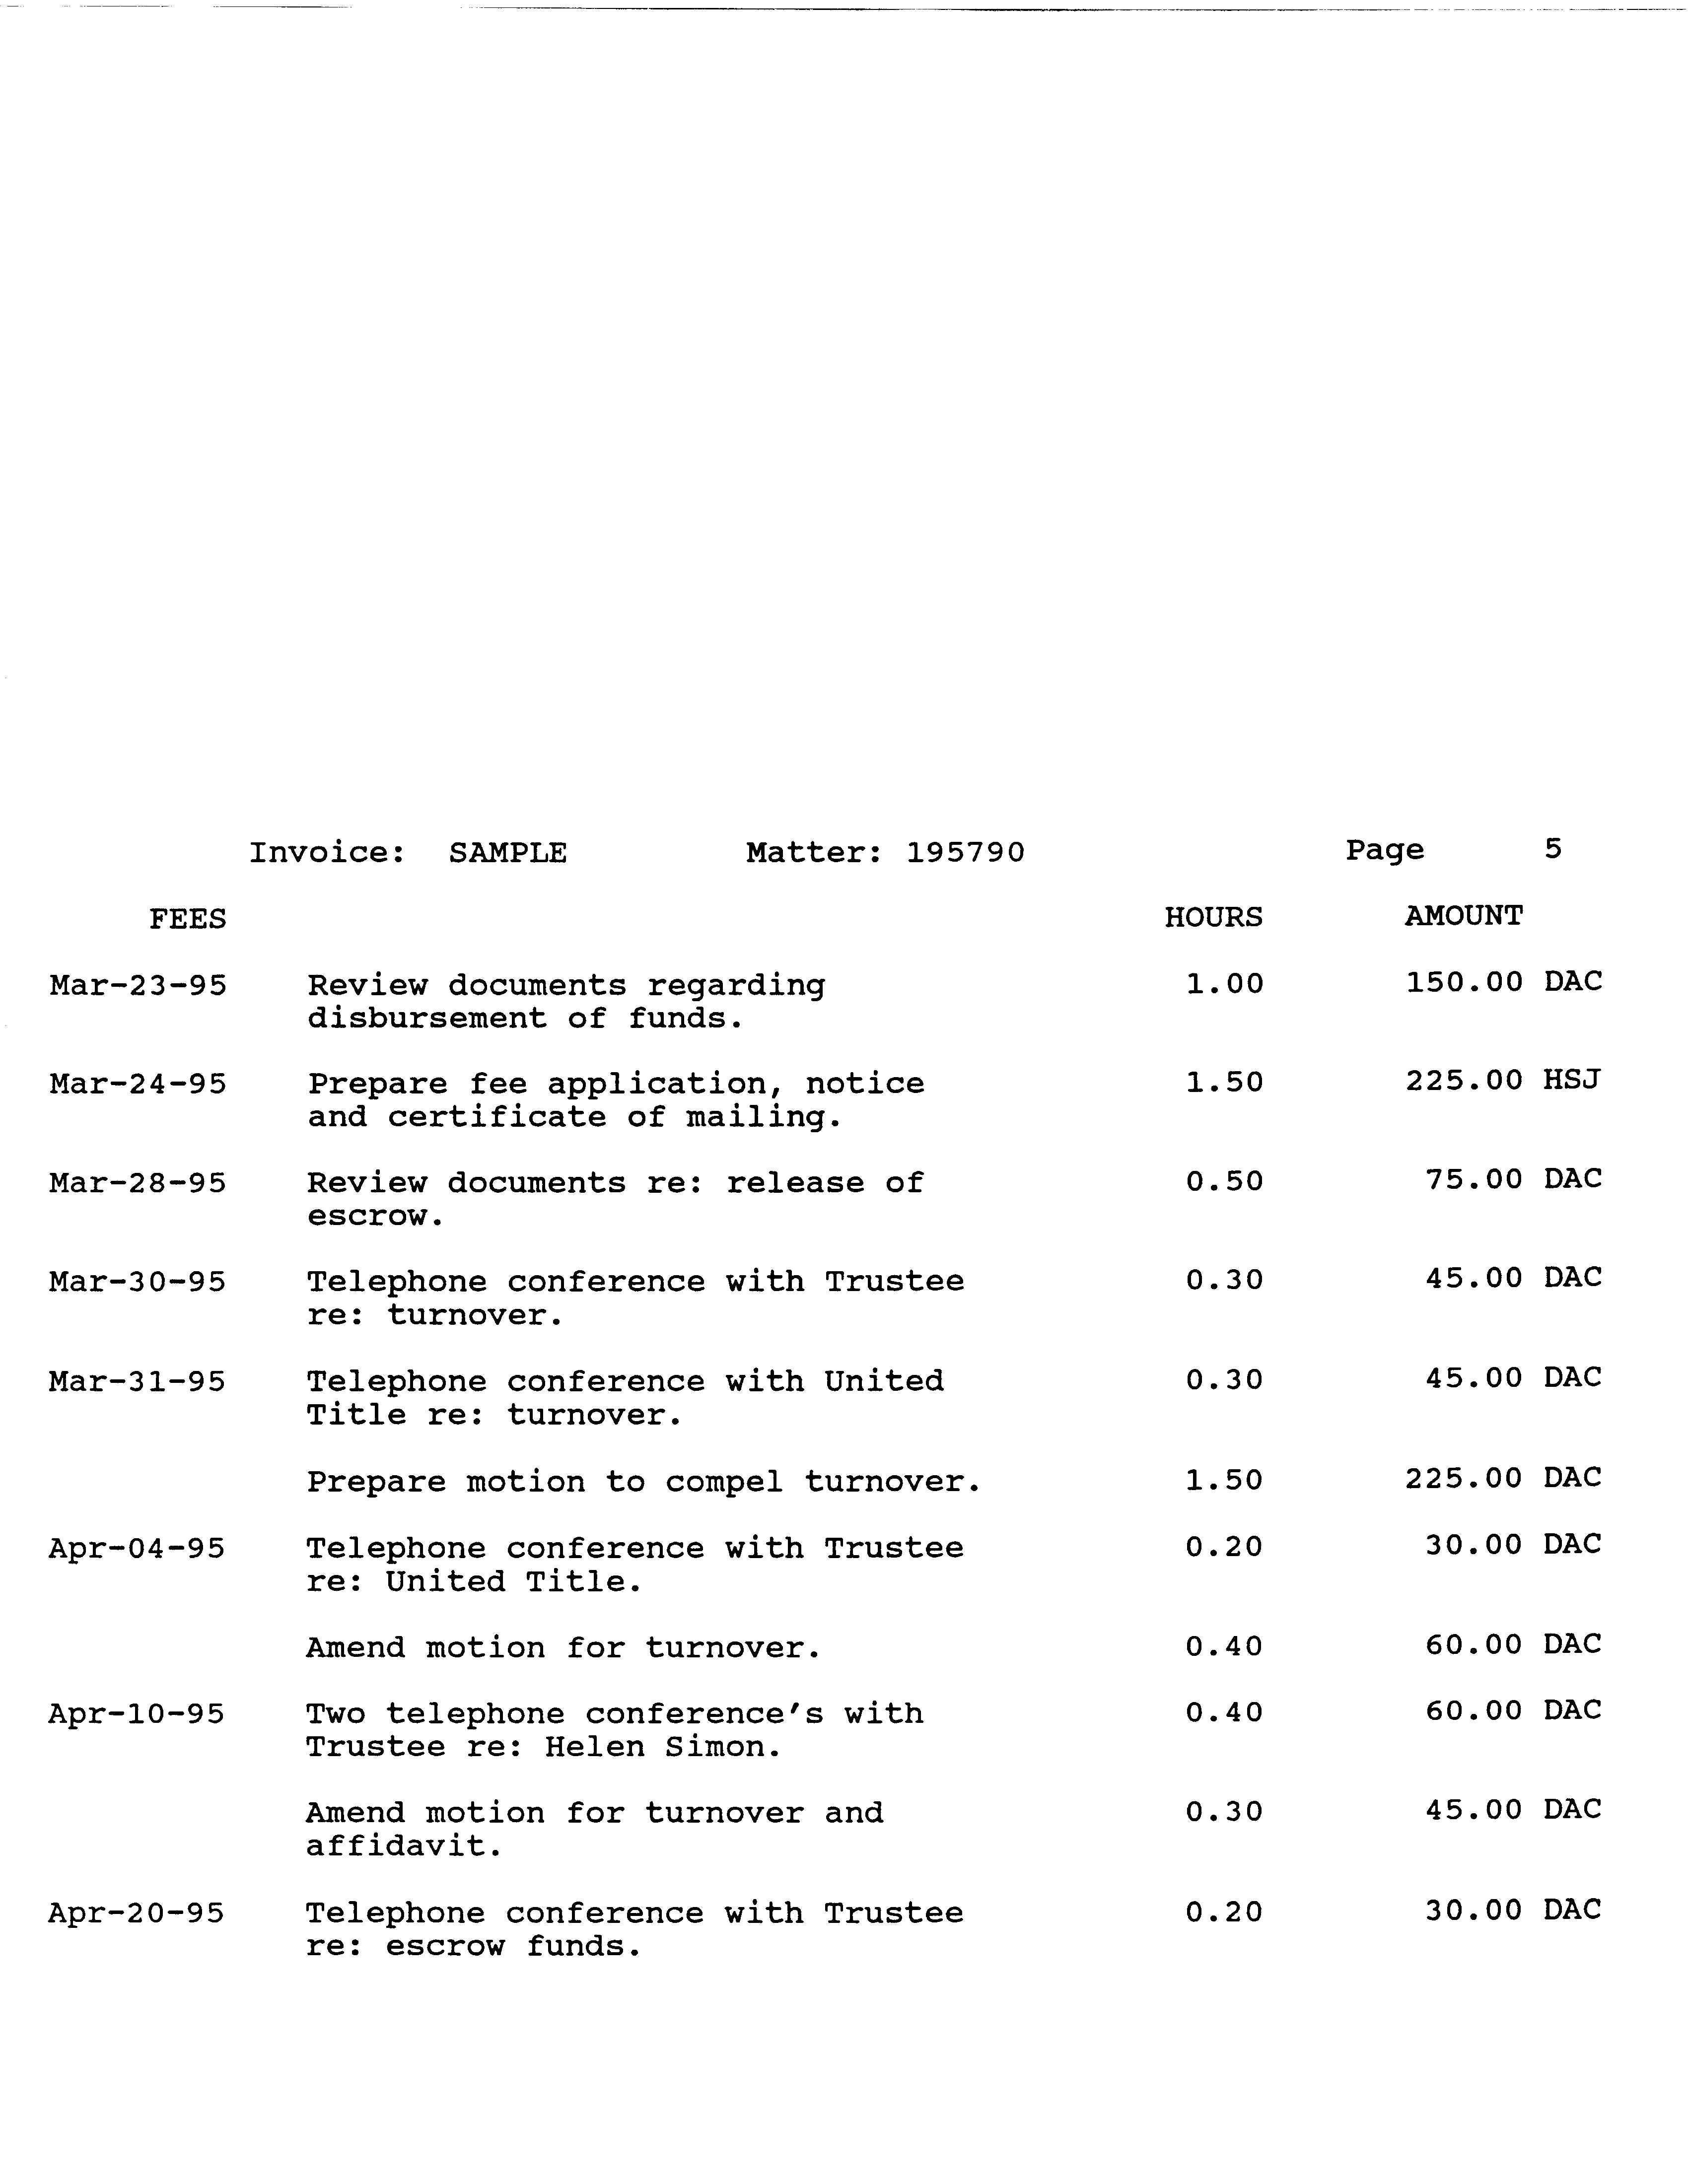 Invoice: SAMPLE Matter: 195790 Page 5
FEES HOURS AMOUNT
Mar-23-95 Review documents regarding 1.00 150.00 DAC
disbursement of funds.
Mar-24-95 Prepare fee application, notice 1.50 225.00 HSJ
and certificate of mailing.
Mar-28-95 Review documents re: release of 0.50 75.00 DAC
escrow.
Mar-30-95 Telephone conference with Trustee 0.30 45.00 DAC
re: turnover.
Mar-31-95 Telephone conference with United 0.30 45.00 DAC
Title re: turnover.
Prepare motion to compel turnover. 1.50 225.00 DAC
Apr-04-95 Telephone conference with Trustee 0.20 30.00 DAC
re: United Title.
Amend motion for turnover. 0.40 60.00 DAC
Apr-10-95 Two telephone conference's with 0.40 60.00 DAC
Trustee re: Helen Simon.
Amend motion for turnover and 0.30 45.00 DAC
affidavit.
Apr-20-95 Telephone conference with Trustee 0.20 30.00 DAC
re: escrow funds.